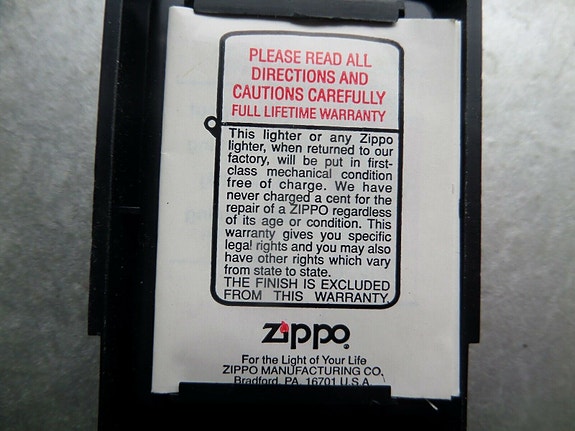 PLEASE READ ALL
DIRECTIONS AND
CAUTIONS CAREFULLY
FULL LIFETIME WARRANTY
This lighter or any Zippo
lighter, when returned to our
factory, will be put in first-
class mechanical condition
free of charge. We have
never charged a cent for the
repair of a ZIPPO regardless
of its age or condition. This
warranty gives you specific
legal rights and you may also
have other rights which vary
from state to state.
THE FINISH IS EXCLUDED
FROM THIS WARRANTY.
Zippo®
For the Light of Your Life
ZIPPO MANUFACTURING CO.
Bradford, PA 16701 U.S.A.